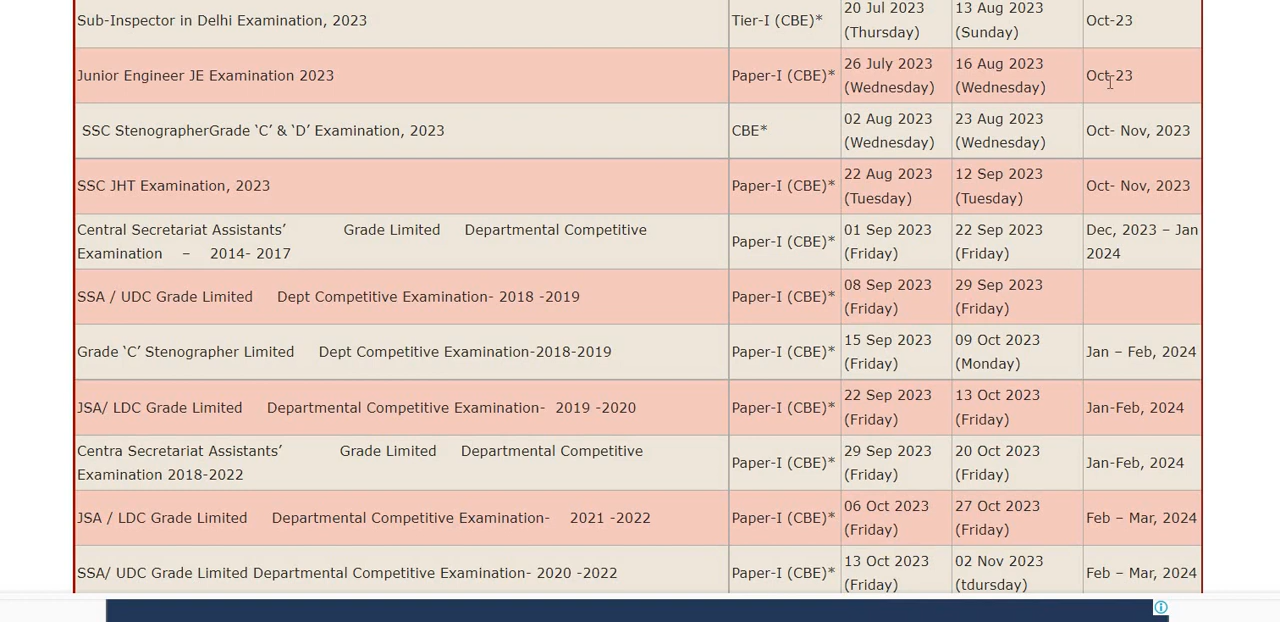 Sub-Inspector in Delhi Examination, 2023 Tier-I (CBE)* 20 Jul 2023 (Thursday) 13 Aug 2023 (Sunday) Oct-23
Junior Engineer JE Examination 2023 Paper-I (CBE)* 26 July 2023 (Wednesday) 16 Aug 2023 (Wednesday) Oct-23
SSC StenographerGrade ‘C’ & ‘D’ Examination, 2023 CBE* 02 Aug 2023 (Wednesday) 23 Aug 2023 (Wednesday) Oct- Nov, 2023
SSC JHT Examination, 2023 Paper-I (CBE)* 22 Aug 2023 (Tuesday) 12 Sep 2023 (Tuesday) Oct- Nov, 2023
Central Secretariat Assistants’ Grade Limited Departmental Competitive Examination – 2014- 2017 Paper-I (CBE)* 01 Sep 2023 (Friday) 22 Sep 2023 (Friday) Dec, 2023 – Jan 2024
SSA / UDC Grade Limited Dept Competitive Examination- 2018 -2019 Paper-I (CBE)* 08 Sep 2023 (Friday) 29 Sep 2023 (Friday)
Grade ‘C’ Stenographer Limited Dept Competitive Examination-2018-2019 Paper-I (CBE)* 15 Sep 2023 (Friday) 09 Oct 2023 (Monday) Jan – Feb, 2024
JSA/ LDC Grade Limited Departmental Competitive Examination- 2019 -2020 Paper-I (CBE)* 22 Sep 2023 (Friday) 13 Oct 2023 (Friday) Jan-Feb, 2024
Centra Secretariat Assistants’ Grade Limited Departmental Competitive Examination 2018-2022 Paper-I (CBE)* 29 Sep 2023 (Friday) 20 Oct 2023 (Friday) Jan-Feb, 2024
JSA / LDC Grade Limited Departmental Competitive Examination- 2021 -2022 Paper-I (CBE)* 06 Oct 2023 (Friday) 27 Oct 2023 (Friday) Feb – Mar, 2024
SSA/ UDC Grade Limited Departmental Competitive Examination- 2020 -2022 Paper-I (CBE)* 13 Oct 2023 (Friday) 02 Nov 2023 (tdursday) Feb – Mar, 2024